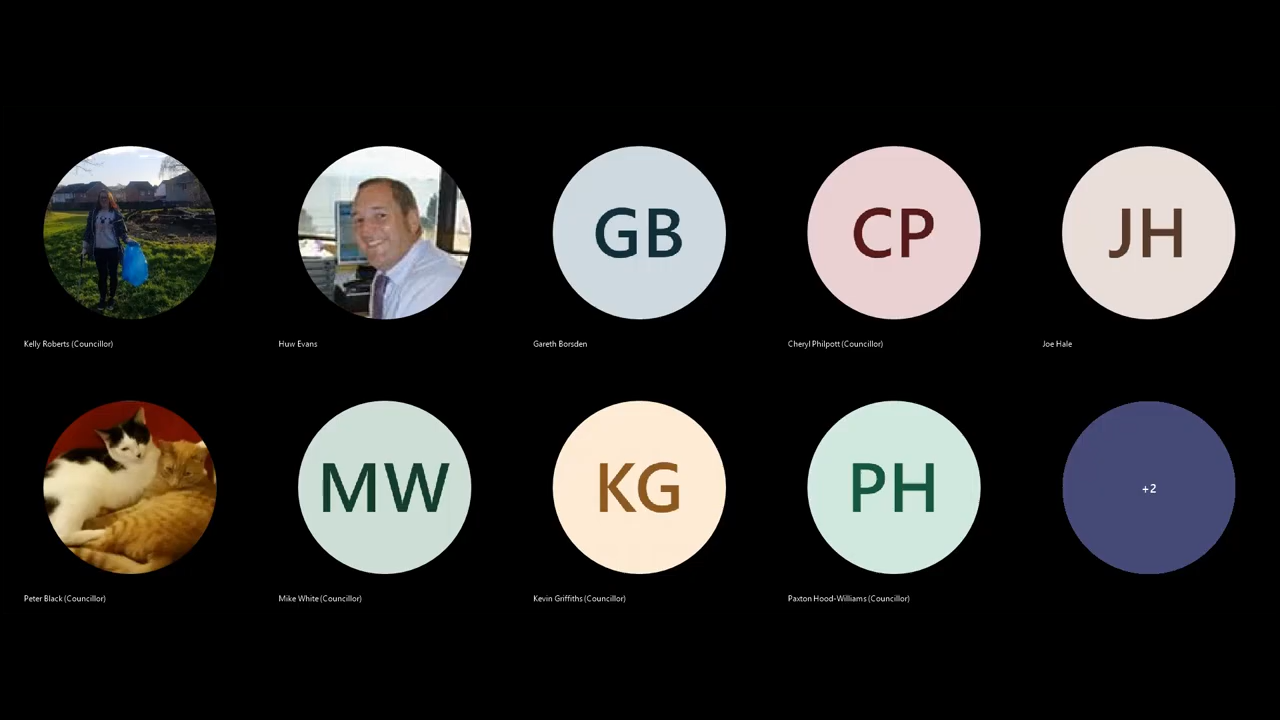 GB
CP
JH
Kelly Roberts (Councillor)
Huw Evans
Gareth Borsden
Cheryl Philpott (Councillor)
Joe Hale
MW
KG
PH
+2
Peter Black (Councillor)
Mike White (Councillor)
Kevin Griffiths (Councillor)
Paxton Hood-Williams (Councillor)